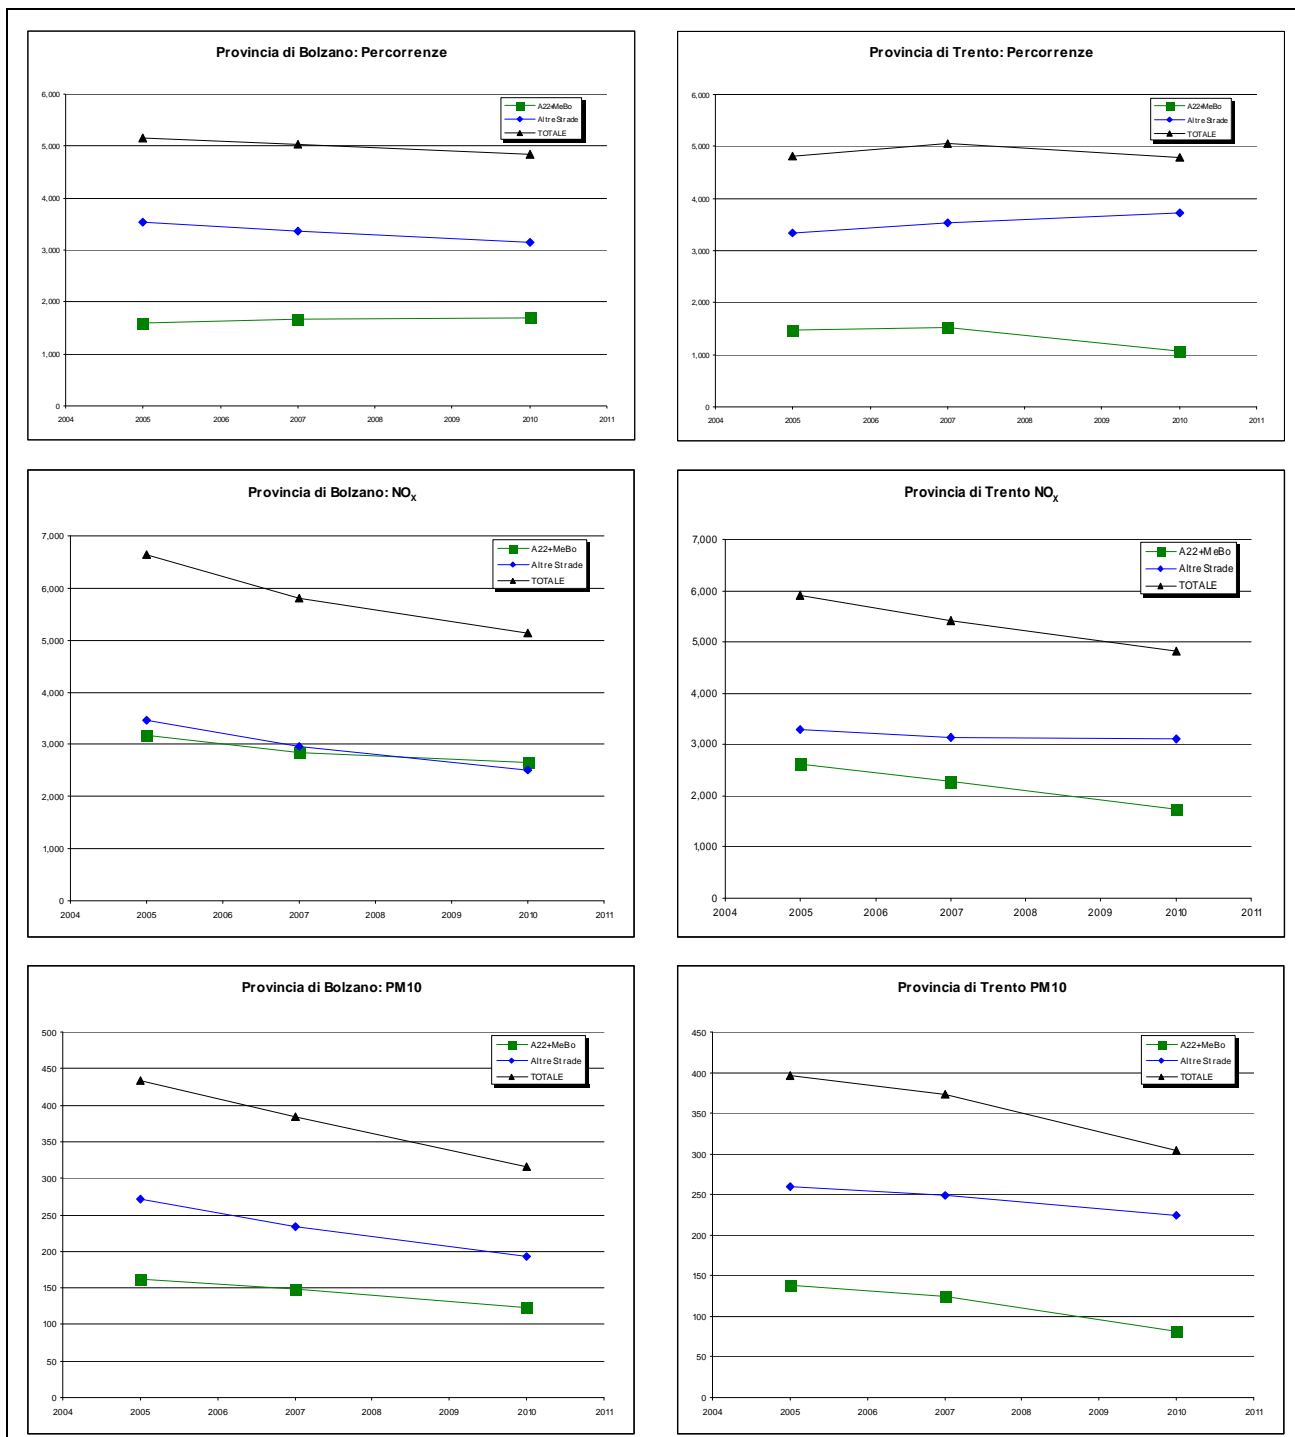 Provincia di Bolzano: Percorrenze
6,000
5,000
4,000
3,000
2,000
1,000
0
2004 2005 2006 2007 2008 2009 2010 2011
A22+MeBo
Altre Strade
TOTALE
Provincia di Trento: Percorrenze
6,000
5,000
4,000
3,000
2,000
1,000
0
2004 2005 2006 2007 2008 2009 2010 2011
A22+MeBo
Altre Strade
TOTALE
Provincia di Bolzano: NOX
7,000
6,000
5,000
4,000
3,000
2,000
1,000
0
2004 2005 2006 2007 2008 2009 2010 2011
A22+MeBo
Altre Strade
TOTALE
Provincia di Trento NOX
7,000
6,000
5,000
4,000
3,000
2,000
1,000
0
2004 2005 2006 2007 2008 2009 2010 2011
A22+MeBo
Altre Strade
TOTALE
Provincia di Bolzano: PM10
500
450
400
350
300
250
200
150
100
50
0
2004 2005 2006 2007 2008 2009 2010 2011
A22+MeBo
Altre Strade
TOTALE
Provincia di Trento PM10
450
400
350
300
250
200
150
100
50
0
2004 2005 2006 2007 2008 2009 2010 2011
A22+MeBo
Altre Strade
TOTALE